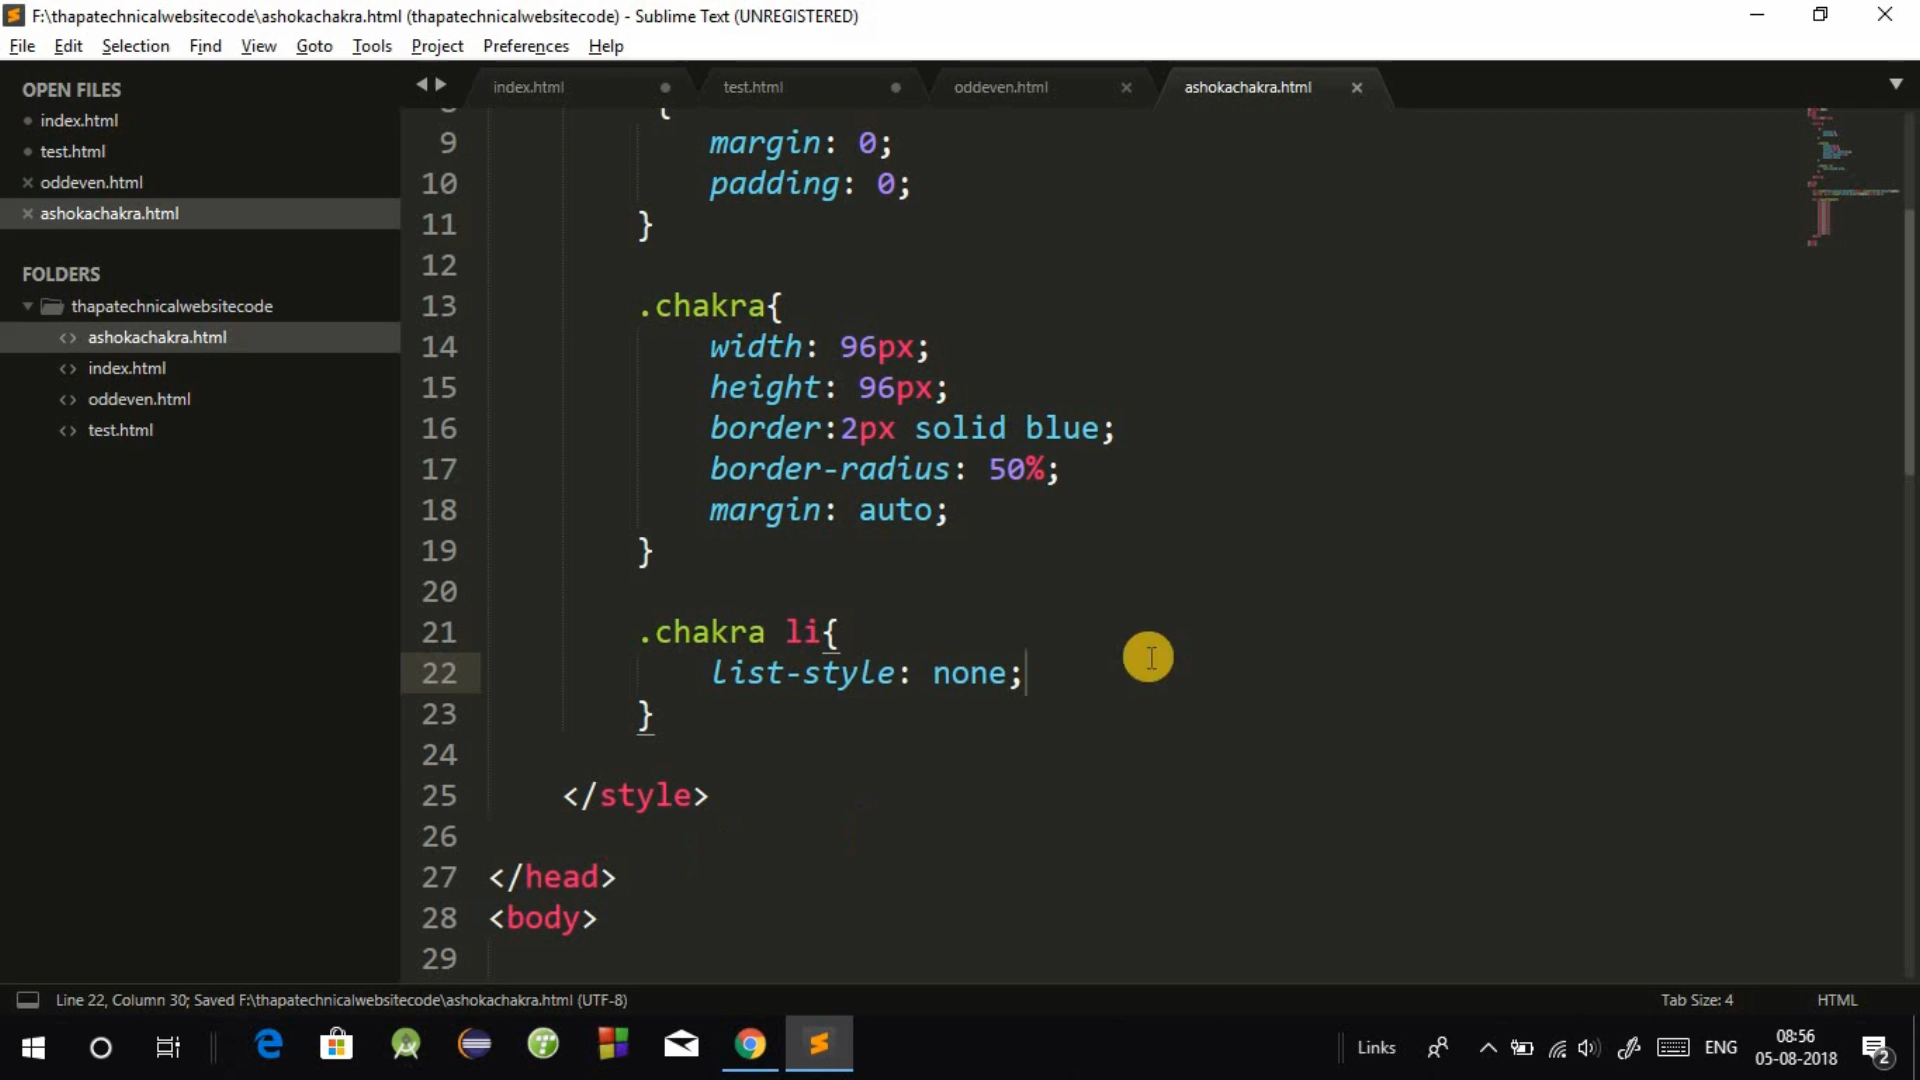 F:\thapatechnicalwebsitecode\ashokachakra.html (thapatechnicalwebsitecode) - Sublime Text (UNREGISTERED)
File Edit Selection Find View Goto Tools Project Preferences Help
OPEN FILES
index.html
test.html
oddeven.html
ashokachakra.html
FOLDERS
thapatechnicalwebsitecode
<> ashokachakra.html
<> index.html
<> oddeven.html
<> test.html
index.html test.html oddeven.html ashokachakra.html
8 {
9 margin: 0;
10 padding: 0;
11 }
12
13 .chakra{
14 width: 96px;
15 height: 96px;
16 border:2px solid blue;
17 border-radius: 50%;
18 margin: auto;
19 }
20
21 .chakra li{
22 list-style: none;
23 }
24
25 </style>
26
27 </head>
28 <body>
29
Line 22, Column 30; Saved F:\thapatechnicalwebsitecode\ashokachakra.html (UTF-8)
Tab Size: 4 HTML
Links
ENG
08:56
05-08-2018
2